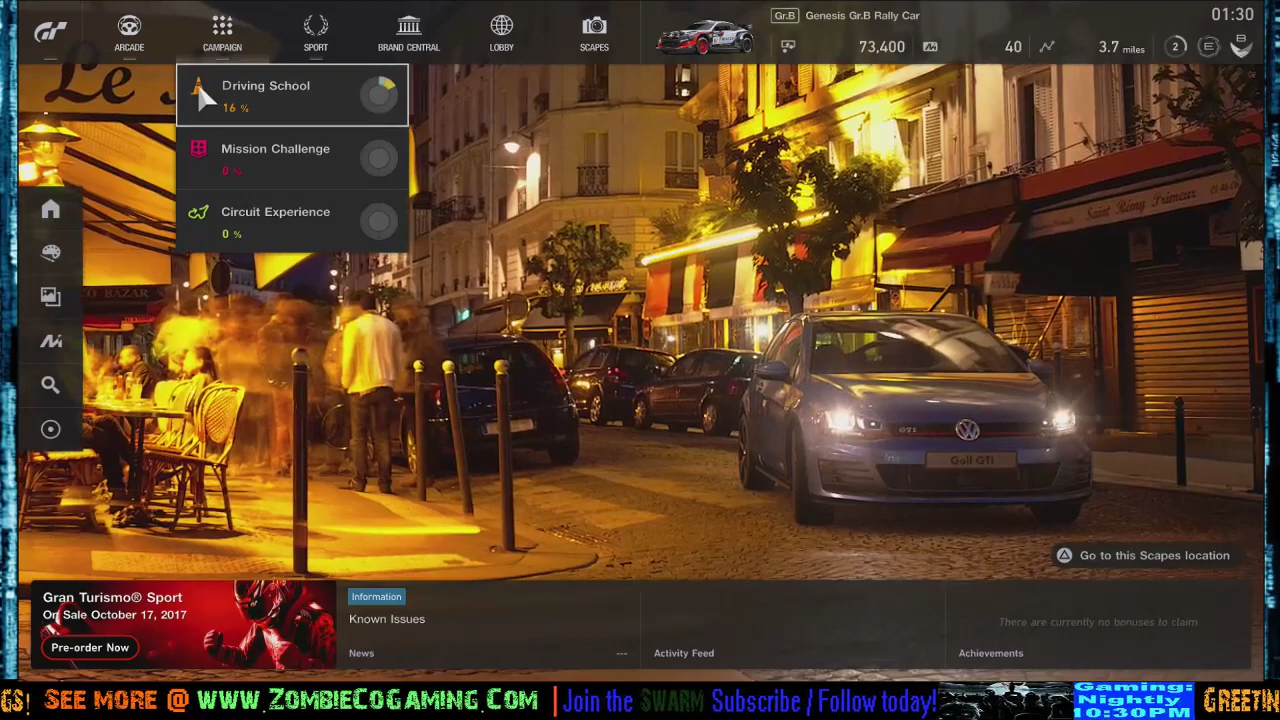 ARCADE
CAMPAIGN
SPORT
BRAND CENTRAL
LOBBY
SCAPES
Gr.B Genesis Gr.B Rally Car
73,400
40
3.7 miles
2
E
B
01:30
Driving School
16 %
Mission Challenge
0 %
Circuit Experience
0 %
Le
CO BAZAR
Saint Rémy Primeur
GTI
Golf GTI
Go to this Scapes location
Gran Turismo® Sport
On Sale October 17, 2017
Pre-order Now
Information
Known Issues
News ---
Activity Feed
There are currently no bonuses to claim
Achievements
GS! SEE MORE @ WWW.ZOMBIECOGAMING.COM |Join the SWARM Subscribe / Follow today!
Gaming:
Nightly
10:30PM
GREETIN